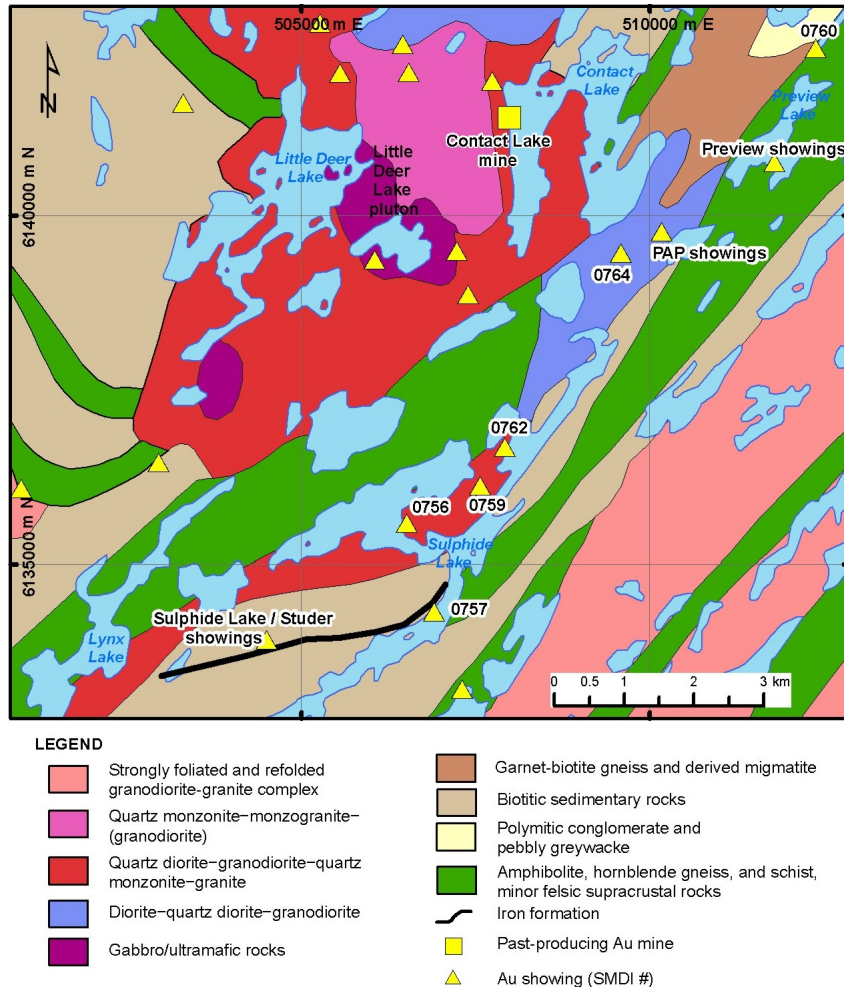 505000 m E
510000 m E
0760
N
Contact
Lake
Preview
Lake
Contact Lake
mine
Preview showings
Little Deer
Lake
Little
Deer
Lake
pluton
6140000 m N
PAP showings
0764
0762
0759
0756
Sulphide
Lake
6135000 m N
0757
Sulphide Lake / Studer
showings
Lynx
Lake
0 0.5 1 2 3 km
LEGEND
Strongly foliated and refolded
granodiorite-granite complex
Quartz monzonite−monzogranite-
(granodiorite)
Quartz diorite-granodiorite−quartz
monzonite−granite
Diorite-quartz diorite−granodiorite
Gabbro/ultramafic rocks
Garnet-biotite gneiss and derived migmatite
Biotitic sedimentary rocks
Polymitic conglomerate and
pebbly greywacke
Amphibolite, hornblende gneiss, and schist,
minor felsic supracrustal rocks
Iron formation
Past-producing Au mine
Au showing (SMDI #)